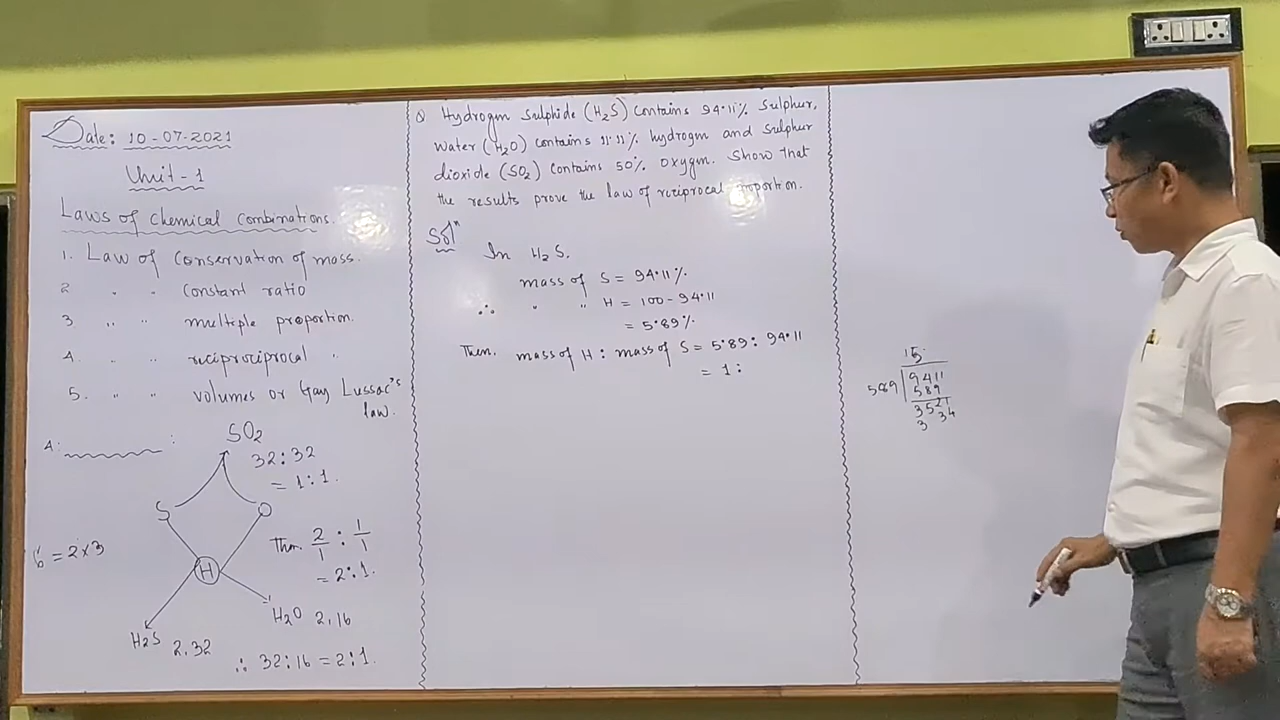 Date: 10-07-2021
Unit-1
Laws of Chemical Combinations.
1. Law of Conservation of mass.
2 " " Constant ratio
3 " " multiple proportion.
4. " " reciprociprocal "
5. " " volumes or Gay Lussac's
law.
4: :
SO2
32:32
= 1:1.
S O
6 = 2×3
H
Then. 2/1 : 1/1
= 2:1.
H2O 2,16
H2S 2,32
∴ 32:16 = 2:1.
Q Hydrogen Sulphide (H2S) Contains 94.11% Sulphur,
Water (H2O) contains 11.11% hydrogen and Sulphur
dioxide (SO2) Contains 50% oxygen. Show that
the results prove the law of reciprocal proportion.
Solⁿ
In H2S.
mass of S = 94.11%
∴ " " H = 100-94.11
= 5.89%
Then. mass of H : mass of S = 5.89 : 94.11
= 1 :
15
589 9411
589
3521
3 34